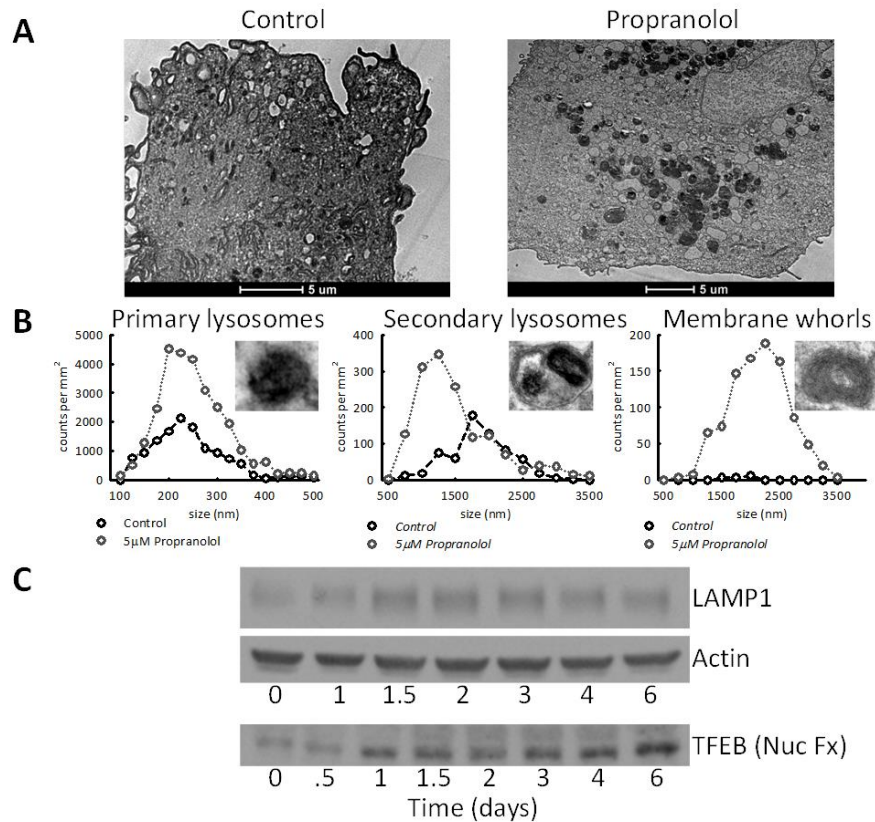 A
Control
Propranolol
5 um
5 um
B
Primary lysosomes
Secondary lysosomes
Membrane whorls
counts per mm²
5000
4000
3000
2000
1000
0
100 200 300 400 500
size (nm)
Control
5µM Propranolol
counts per mm²
400
300
200
100
0
500 1500 2500 3500
size (nm)
Control
5µM Propranolol
counts per mm²
200
150
100
50
0
500 1500 2500 3500
size (nm)
Control
5µM Propranolol
C
LAMP1
Actin
0 1 1.5 2 3 4 6
TFEB (Nuc Fx)
0 .5 1 1.5 2 3 4 6
Time (days)